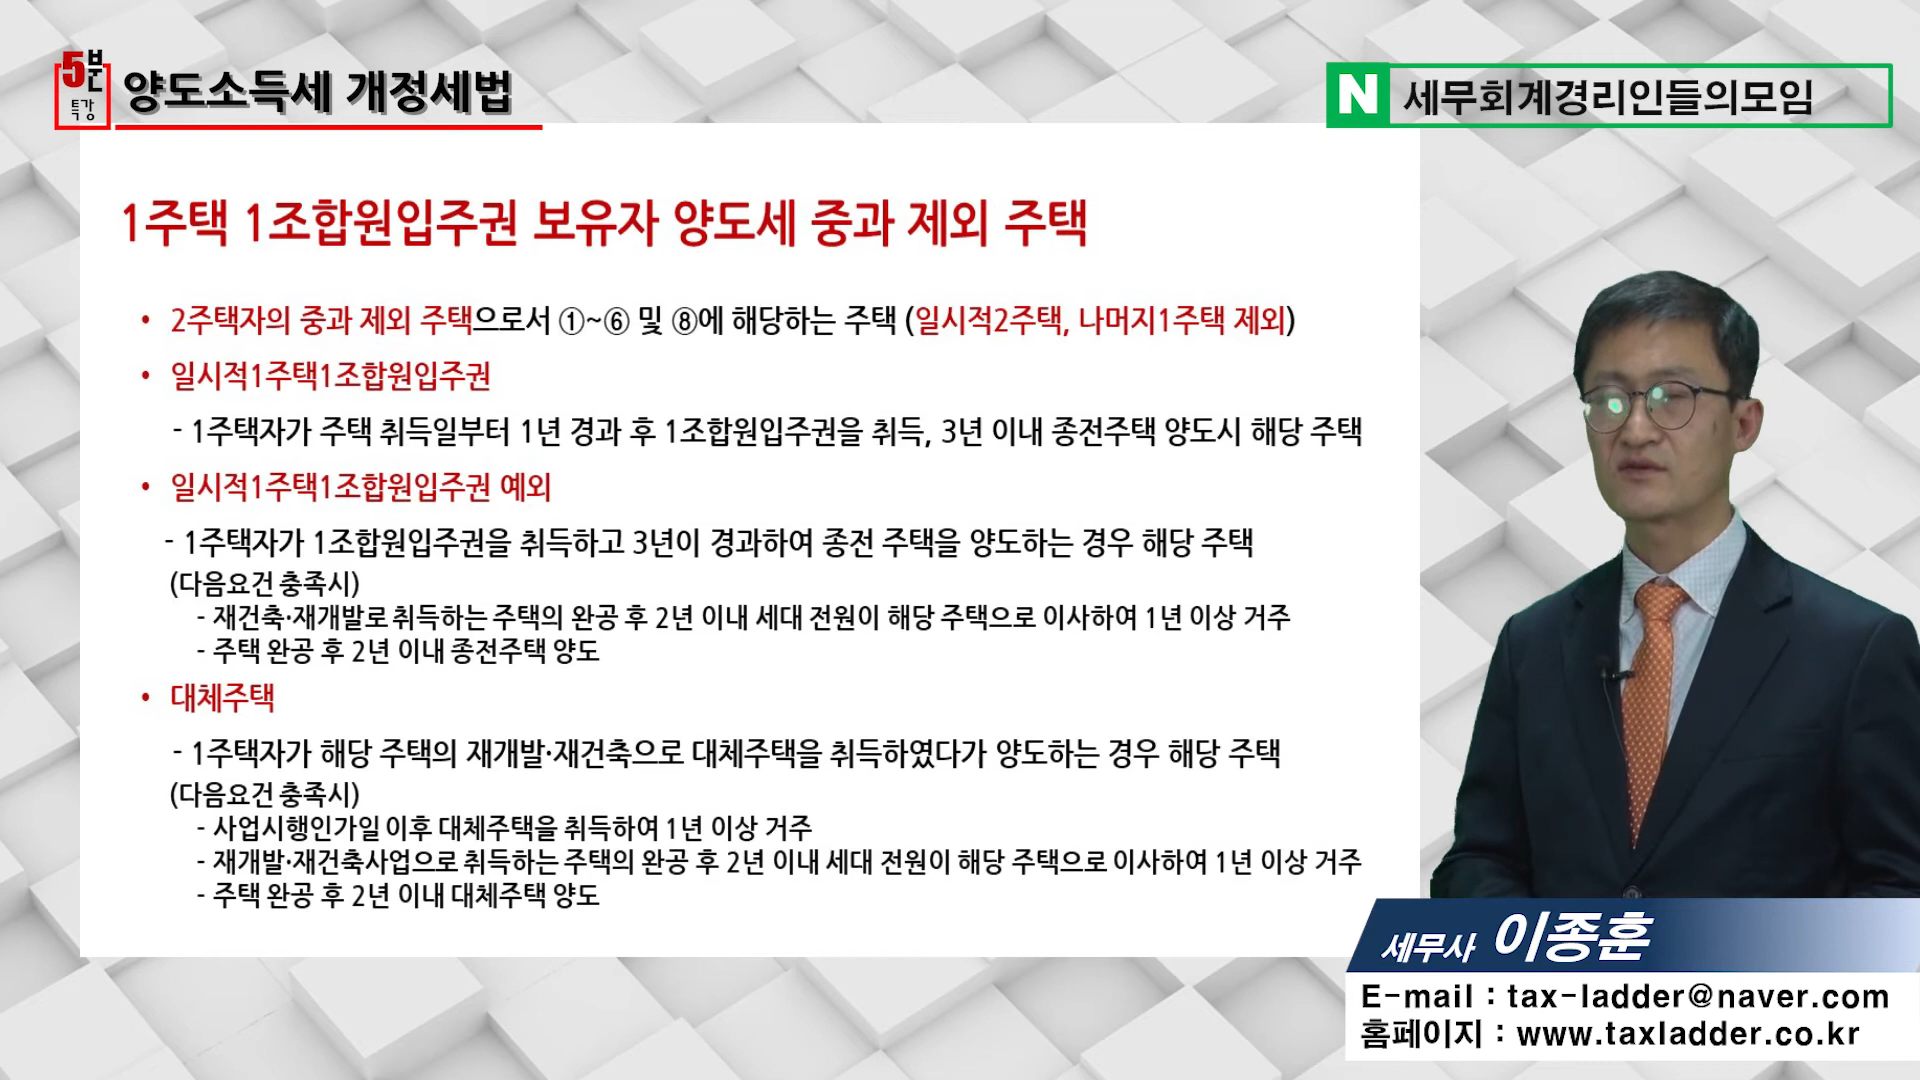 5분
특강
양도소득세 개정세법
N 세무회계경리인들의모임
1주택 1조합원입주권 보유자 양도세 중과 제외 주택
• 2주택자의 중과 제외 주택으로서 ①~⑥ 및 ⑧에 해당하는 주택 (일시적2주택, 나머지1주택 제외)
• 일시적1주택1조합원입주권
- 1주택자가 주택 취득일부터 1년 경과 후 1조합원입주권을 취득, 3년 이내 종전주택 양도시 해당 주택
• 일시적1주택1조합원입주권 예외
- 1주택자가 1조합원입주권을 취득하고 3년이 경과하여 종전 주택을 양도하는 경우 해당 주택
(다음요건 충족시)
- 재건축·재개발로 취득하는 주택의 완공 후 2년 이내 세대 전원이 해당 주택으로 이사하여 1년 이상 거주
- 주택 완공 후 2년 이내 종전주택 양도
• 대체주택
- 1주택자가 해당 주택의 재개발·재건축으로 대체주택을 취득하였다가 양도하는 경우 해당 주택
(다음요건 충족시)
- 사업시행인가일 이후 대체주택을 취득하여 1년 이상 거주
- 재개발·재건축사업으로 취득하는 주택의 완공 후 2년 이내 세대 전원이 해당 주택으로 이사하여 1년 이상 거주
- 주택 완공 후 2년 이내 대체주택 양도
세무사 이종훈
E-mail : tax-ladder@naver.com
홈페이지 : www.taxladder.co.kr